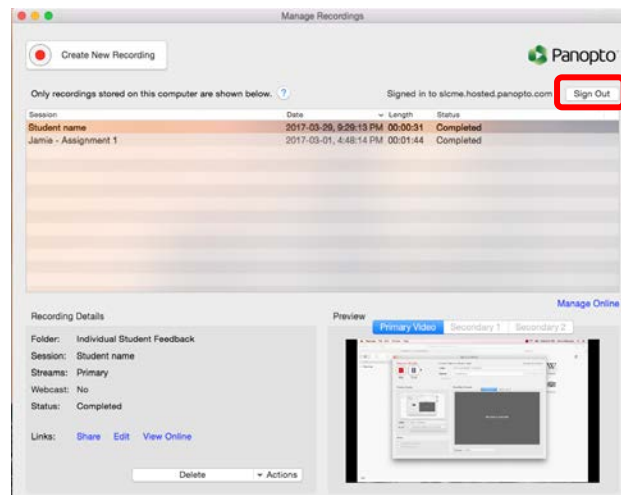 Manage Recordings
Create New Recording
Panopto
Only recordings stored on this computer are shown below. ?
Signed in to slcme.hosted.panopto.com
Sign Out
Session Date Length Status
Student name 2017-03-29, 9:29:13 PM 00:00:31 Completed
Jamie - Assignment 1 2017-03-01, 4:48:14 PM 00:01:44 Completed
Manage Online
Recording Details
Folder: Individual Student Feedback
Session: Student name
Streams: Primary
Webcast: No
Status: Completed
Links: Share Edit View Online
Delete Actions
Preview
Primary Video Secondary 1 Secondary 2